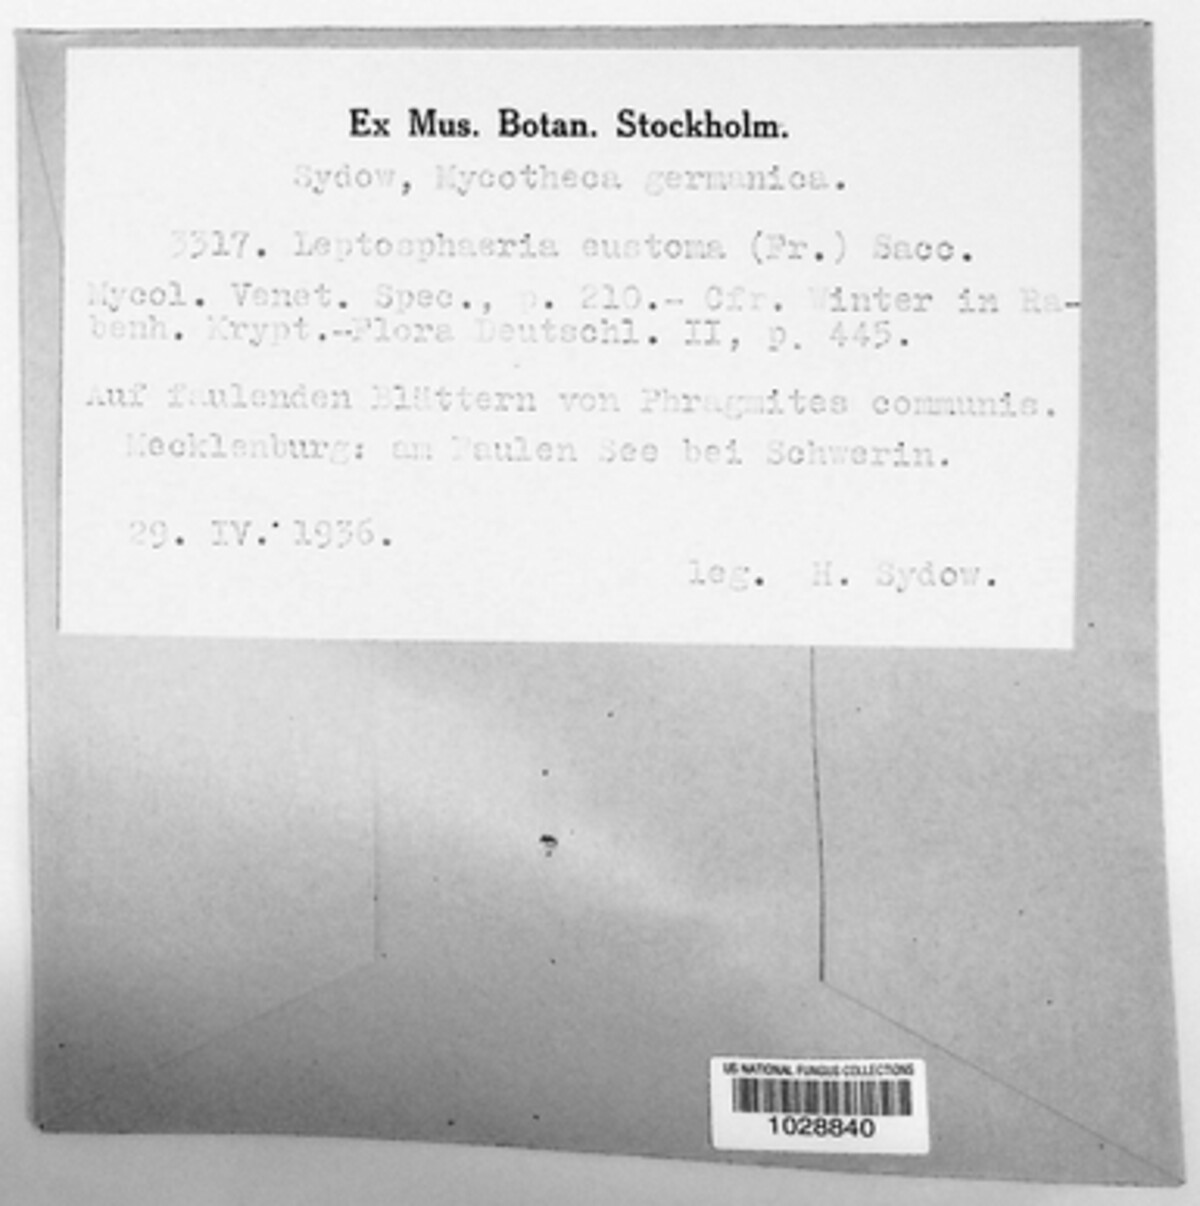 Ex Mus. Botan. Stockholm.
Sydow, Mycotheca germanica.
3317. Leptosphaeria eustoma (Fr.) Sacc.
Mycol. Venet. Spec., p. 210.- Cfr. Winter in Ra-
benh. Krypt.-Flora Deutschl. II, p. 445.
Auf faulenden Blättern von Phragmites communis.
Mecklenburg: am Faulen See bei Schwerin.
29. IV. 1936.
leg. H. Sydow.
US NATIONAL FUNGUS COLLECTIONS
1028840